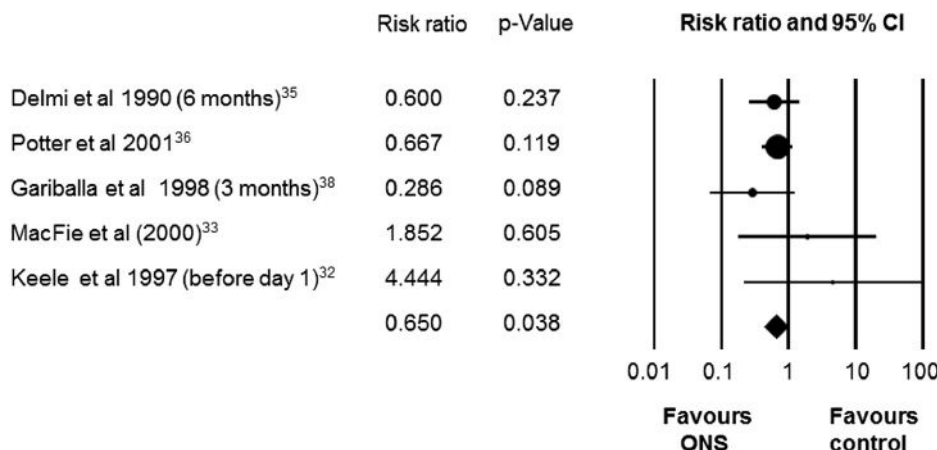 Risk ratio p-Value Risk ratio and 95% CI
Delmi et al 1990 (6 months)35 0.600 0.237
Potter et al 200136 0.667 0.119
Gariballa et al 1998 (3 months)38 0.286 0.089
MacFie et al (2000)33 1.852 0.605
Keele et al 1997 (before day 1)32 4.444 0.332
0.650 0.038
0.01 0.1 1 10 100
Favours Favours
ONS control